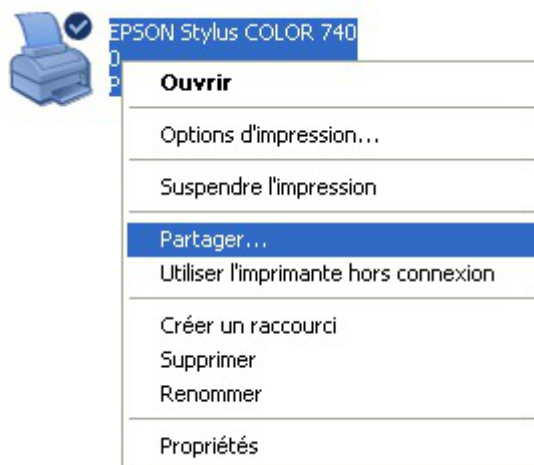 EPSON Stylus COLOR 740
0
P
Ouvrir
Options d'impression...
Suspendre l'impression
Partager...
Utiliser l'imprimante hors connexion
Créer un raccourci
Supprimer
Renommer
Propriétés